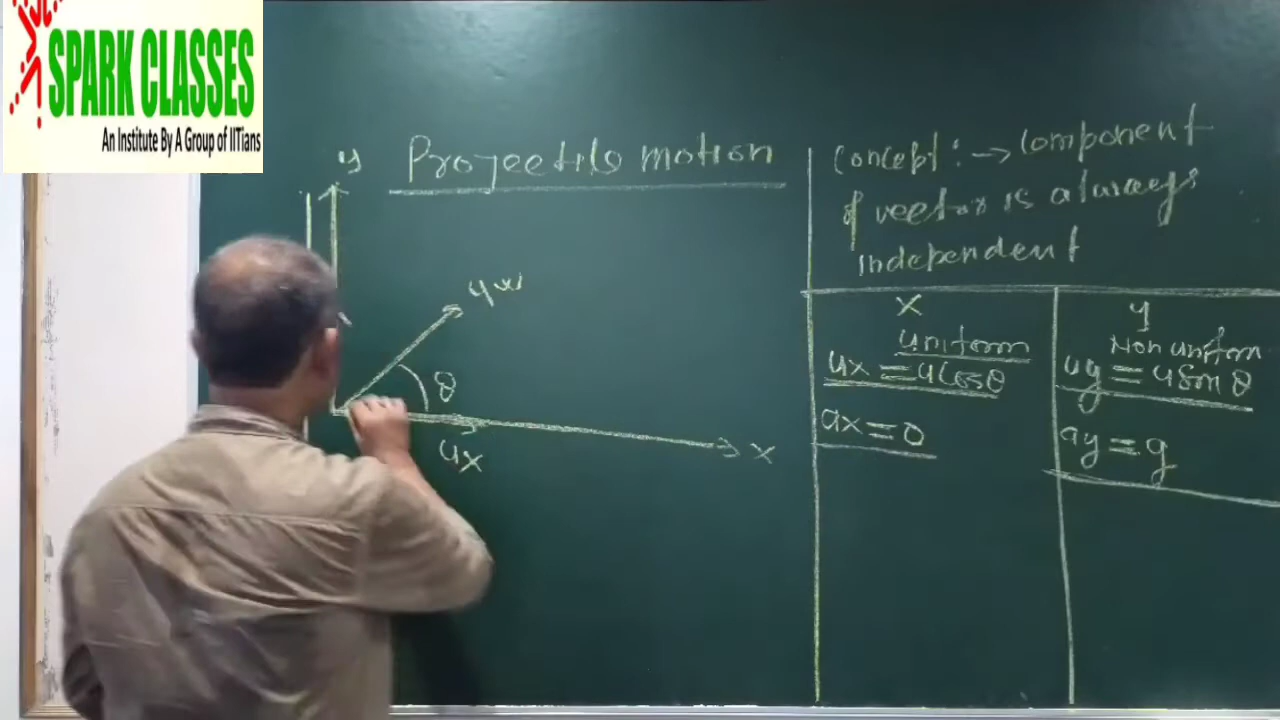 SPARK CLASSES
An Institute By A Group of IITians
Projectile motion
y
u
θ
ux
x
Concept :→ Component
of vector is always
independent
x
uniform
ux = u cosθ
ax = 0
y
Non uniform
uy = u sin θ
ay = g